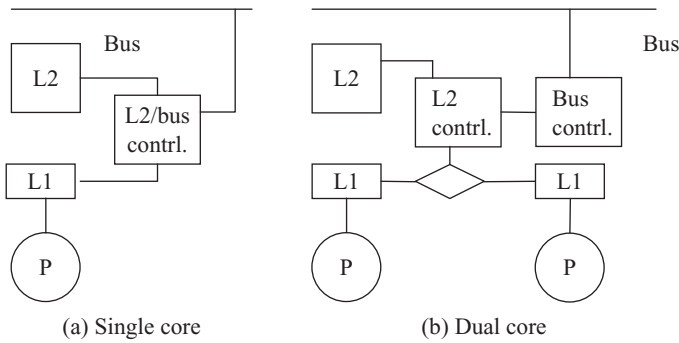 Bus
Bus
L2
L2/bus
contrl.
L1
P
(a) Single core
L2
L2
contrl.
Bus
contrl.
L1
L1
P
P
(b) Dual core